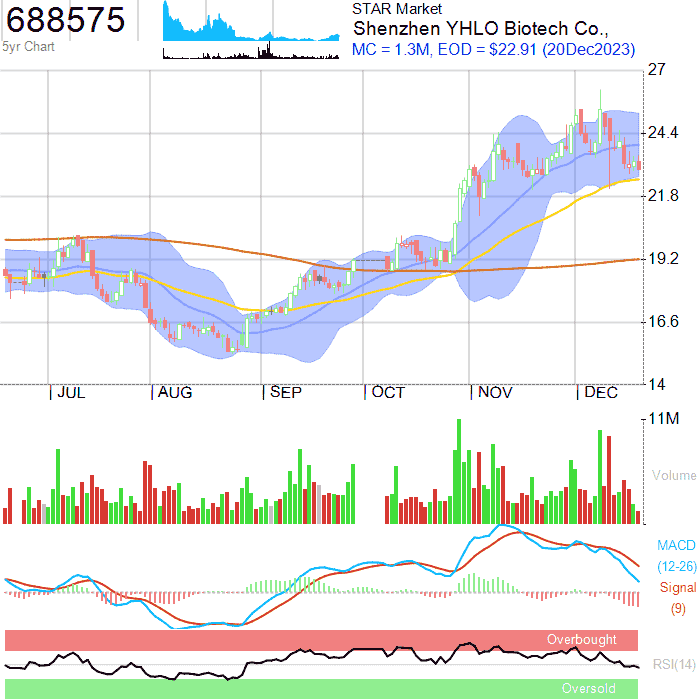 688575
5yr Chart
STAR Market
Shenzhen YHLO Biotech Co.,
MC = 1.3M, EOD = $22.91 (20Dec2023)
27
24.4
21.8
19.2
16.6
14
JUL AUG SEP OCT NOV DEC
11M
Volume
MACD
(12-26)
Signal
(9)
Overbought
RSI(14)
Oversold